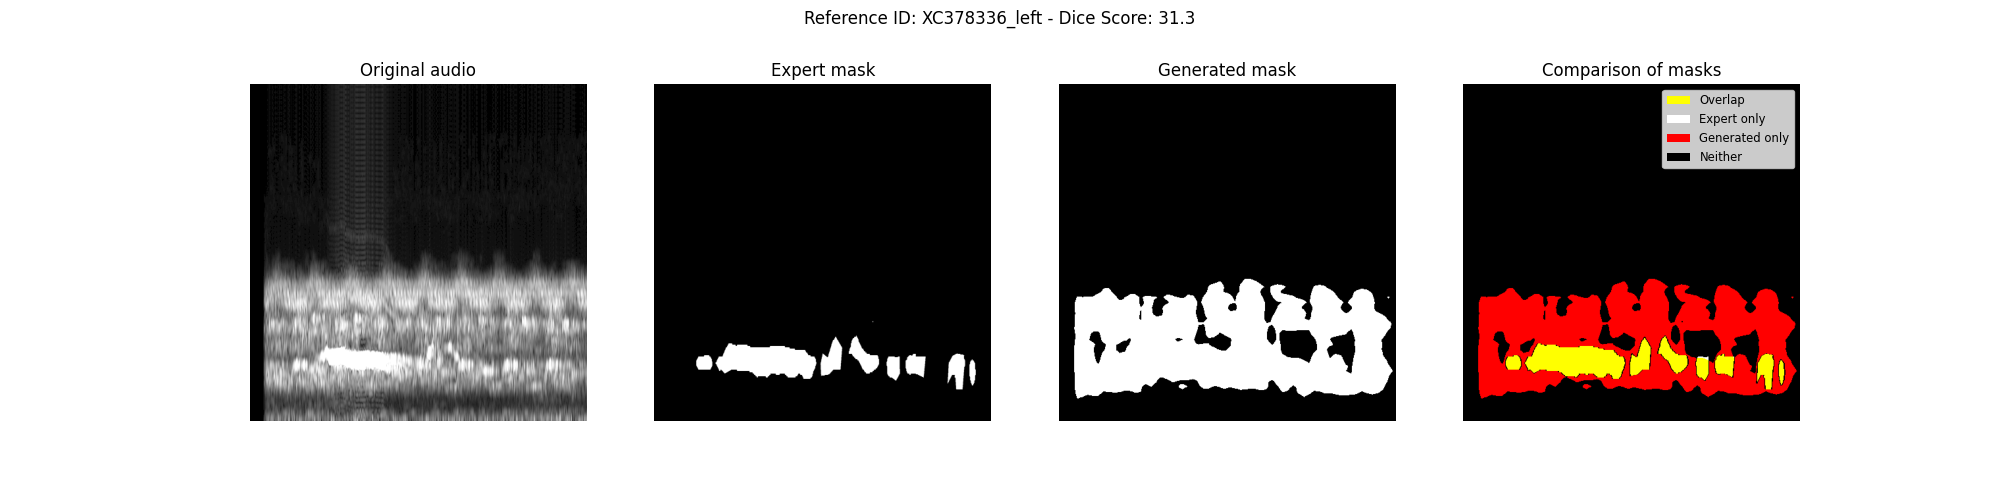 Reference ID: XC378336_left - Dice Score: 31.3
Original audio
Expert mask
Generated mask
Comparison of masks
Overlap
Expert only
Generated only
Neither